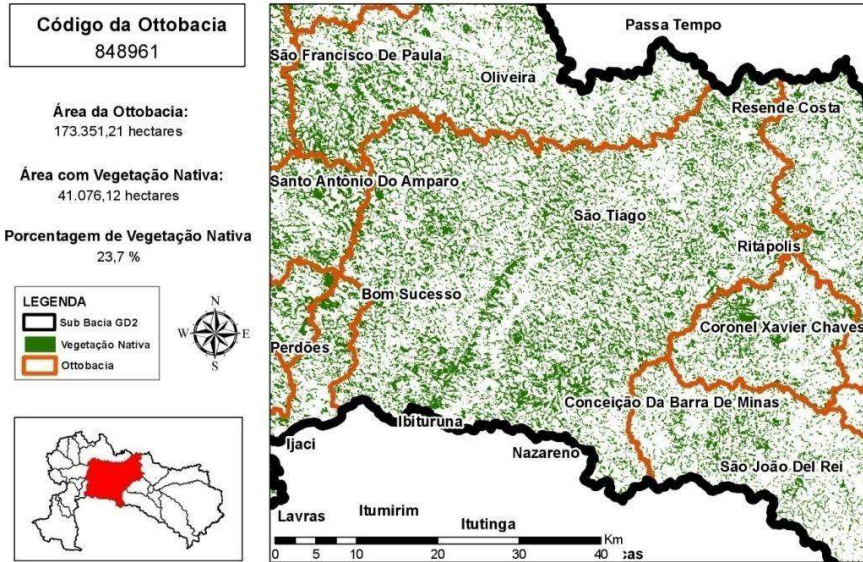 Código da Ottobacia
848961
Área da Ottobacia:
173.351,21 hectares
Área com Vegetação Nativa:
41.076,12 hectares
Porcentagem de Vegetação Nativa
23,7 %
LEGENDA
Sub Bacia GD2
Vegetação Nativa
Ottobacia
N
W
E
S
Passa Tempo
São Francisco De Paula
Oliveira
Resende Costa
Santo Antônio Do Amparo
São Tiago
Ritápolis
Bom Sucesso
Coronel Xavier Chaves
Perdões
Conceição Da Barra De Minas
Ibituruna
Ijaci
Nazareno
São João Del Rei
Lavras
Itumirim
Itutinga
Km
0 5 10 20 30 40